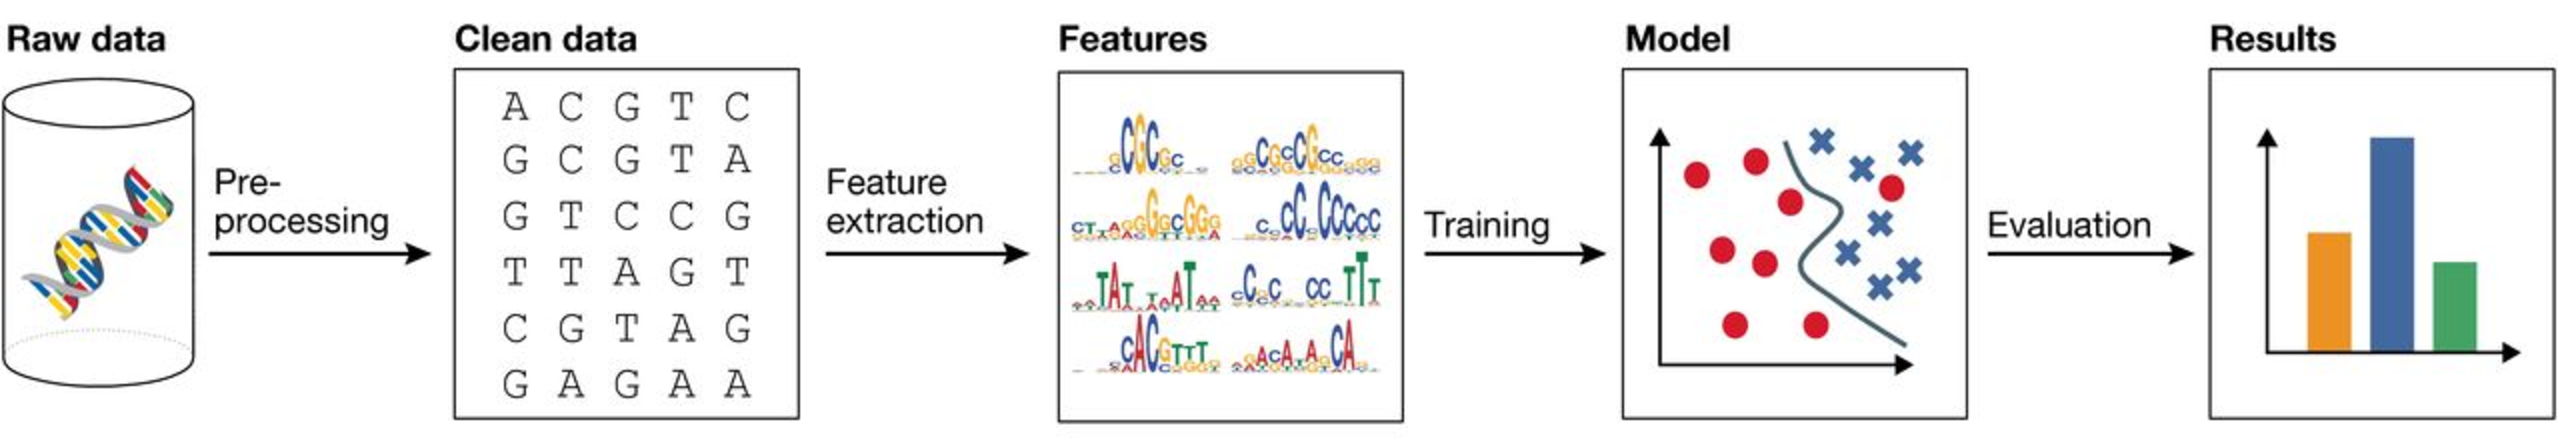 Raw data
Pre-
processing
Clean data
A C G T C
G C G T A
G T C C G
T T A G T
C G T A G
G A G A A
Feature
extraction
Features
Training
Model
Evaluation
Results